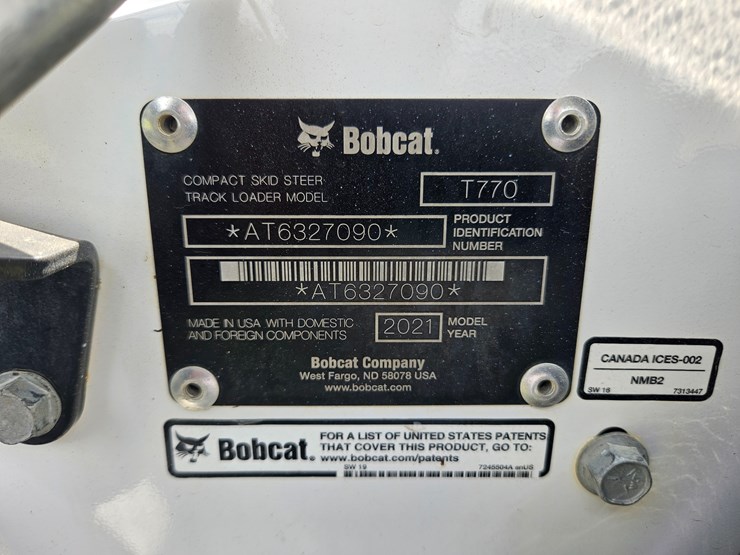 Bobcat.
COMPACT SKID STEER
TRACK LOADER MODEL
T770
*AT6327090*
PRODUCT
IDENTIFICATION
NUMBER
*AT6327090*
MADE IN USA WITH DOMESTIC
AND FOREIGN COMPONENTS
2021
MODEL
YEAR
Bobcat Company
West Fargo, ND 58078 USA
www.bobcat.com
CANADA ICES-002
NMB2
SW 18 7313447
Bobcat.
FOR A LIST OF UNITED STATES PATENTS
THAT COVER THIS PRODUCT, GO TO:
www.bobcat.com/patents
SW 19 7245504A enUS